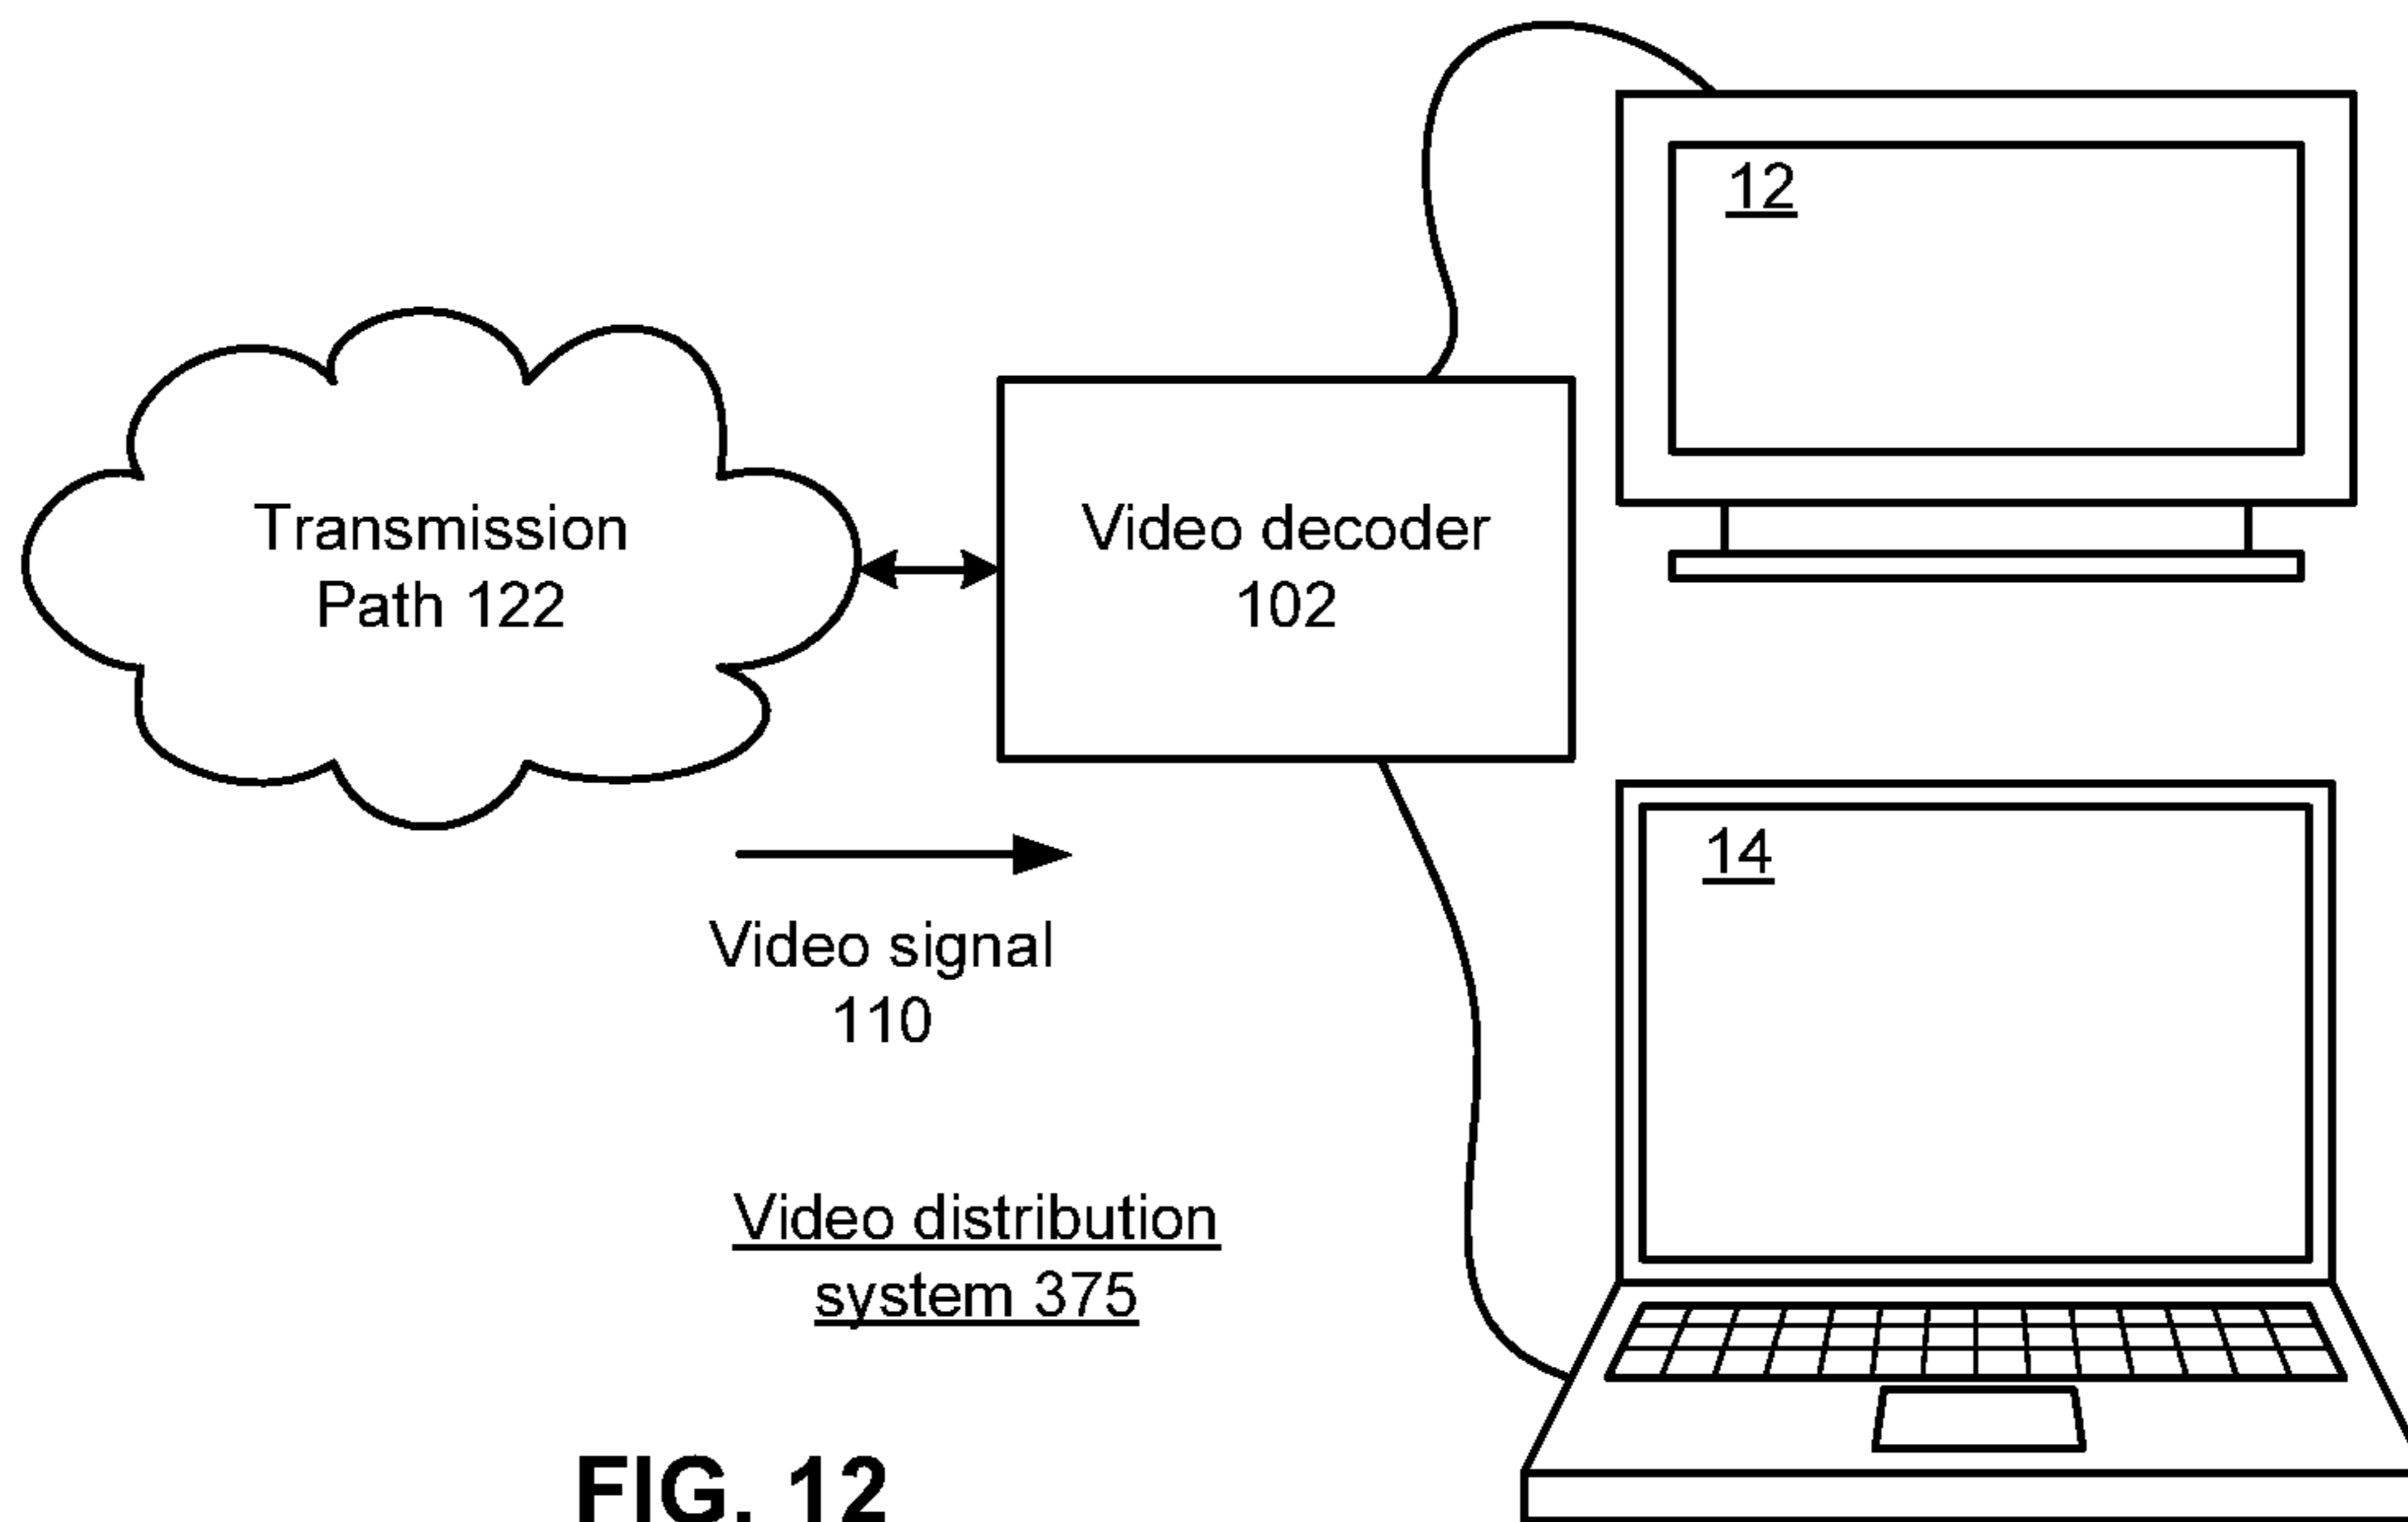 12
Transmission
Path 122
Video decoder
102
14
Video signal
110
Video distribution
system 375
FIG. 12